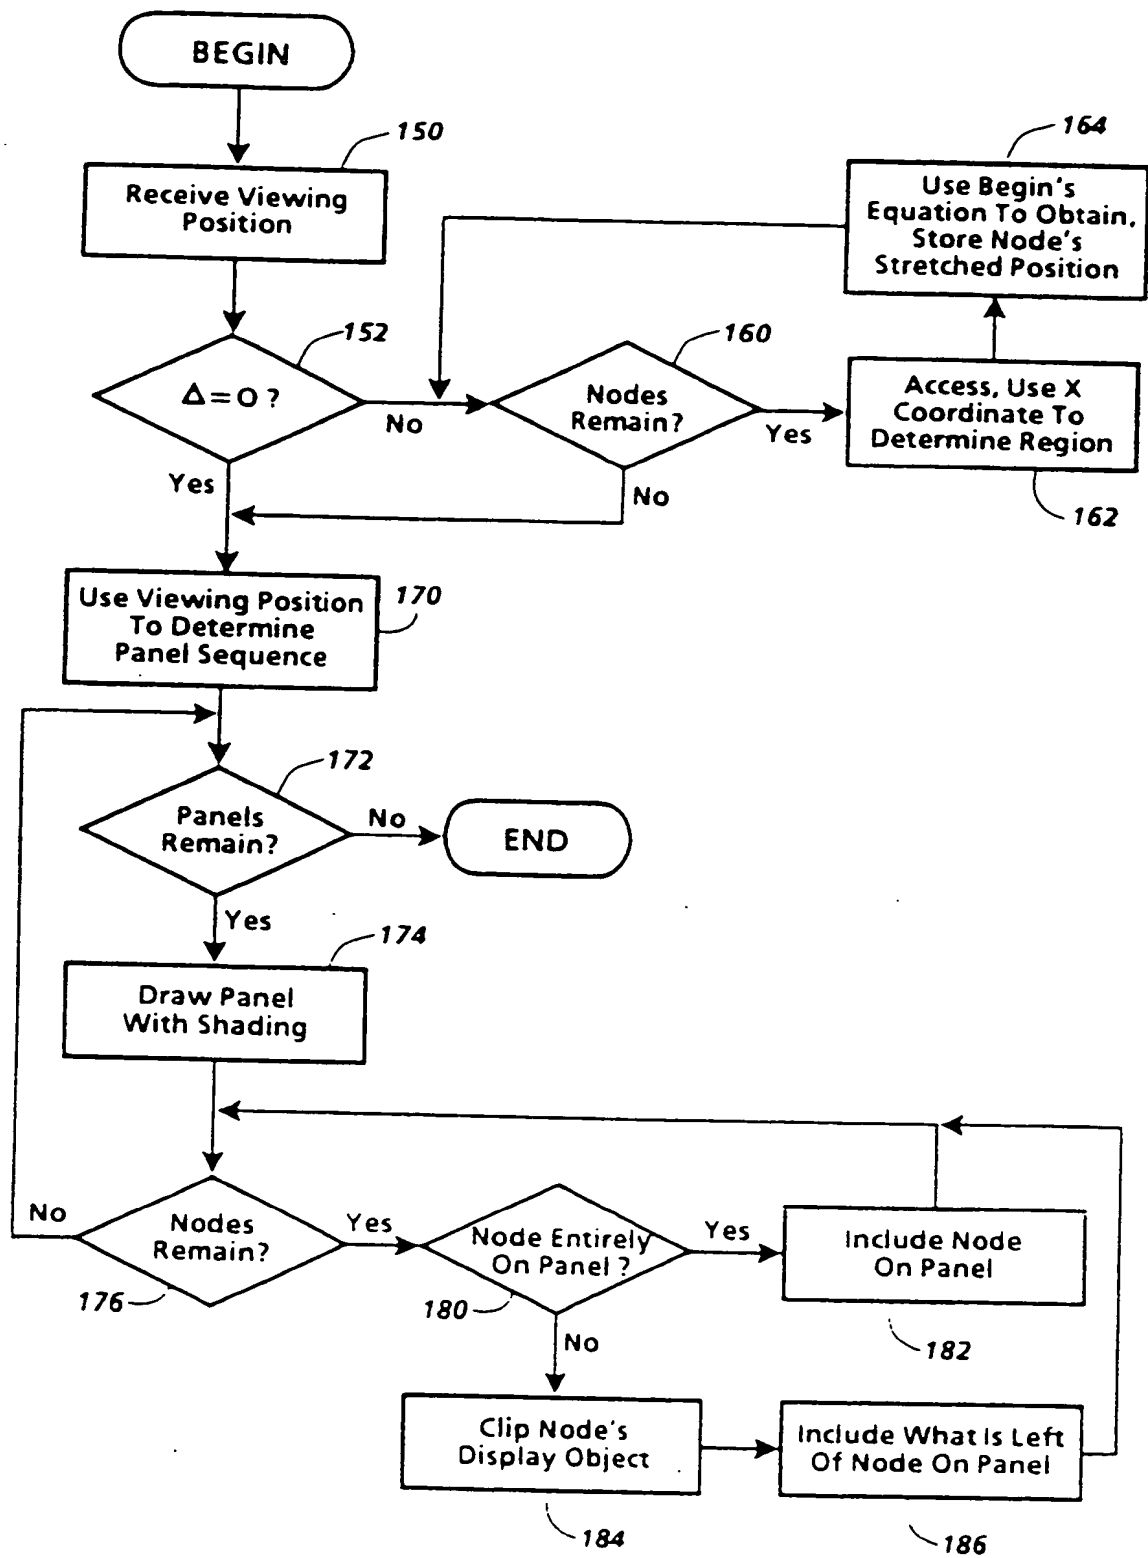 BEGIN
150
Receive Viewing
Position
164
Use Begin's
Equation To Obtain,
Store Node's
Stretched Position
152
Δ = 0 ?
No
160
Nodes
Remain?
Yes
Access, Use X
Coordinate To
Determine Region
162
Yes
No
Use Viewing Position
To Determine
Panel Sequence
170
172
Panels
Remain?
No
END
Yes
174
Draw Panel
With Shading
No
Nodes
Remain?
176
Yes
Node Entirely
On Panel ?
180
Yes
Include Node
On Panel
182
No
Clip Node's
Display Object
184
Include What Is Left
Of Node On Panel
186